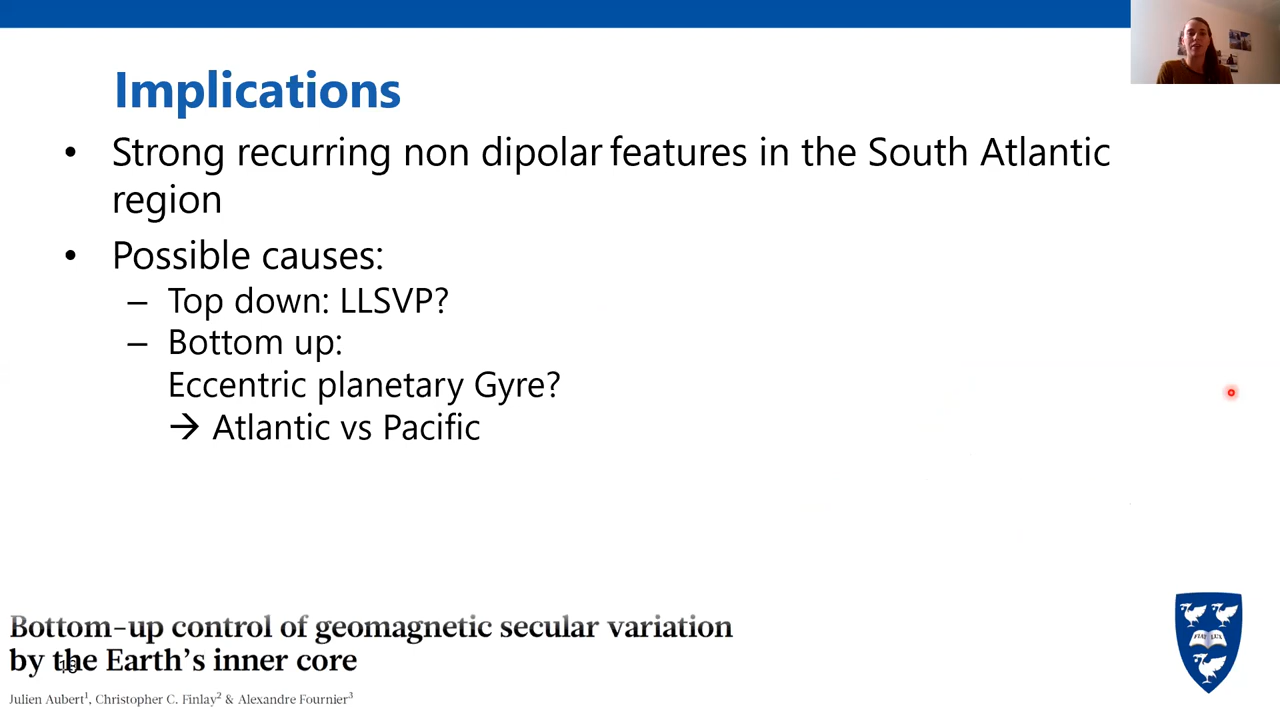 Implications
• Strong recurring non dipolar features in the South Atlantic
region
• Possible causes:
– Top down: LLSVP?
– Bottom up:
Eccentric planetary Gyre?
→ Atlantic vs Pacific
Bottom-up control of geomagnetic secular variation
by the Earth's inner core
Julien Aubert¹, Christopher C. Finlay² & Alexandre Fournier³
FIAT LUX